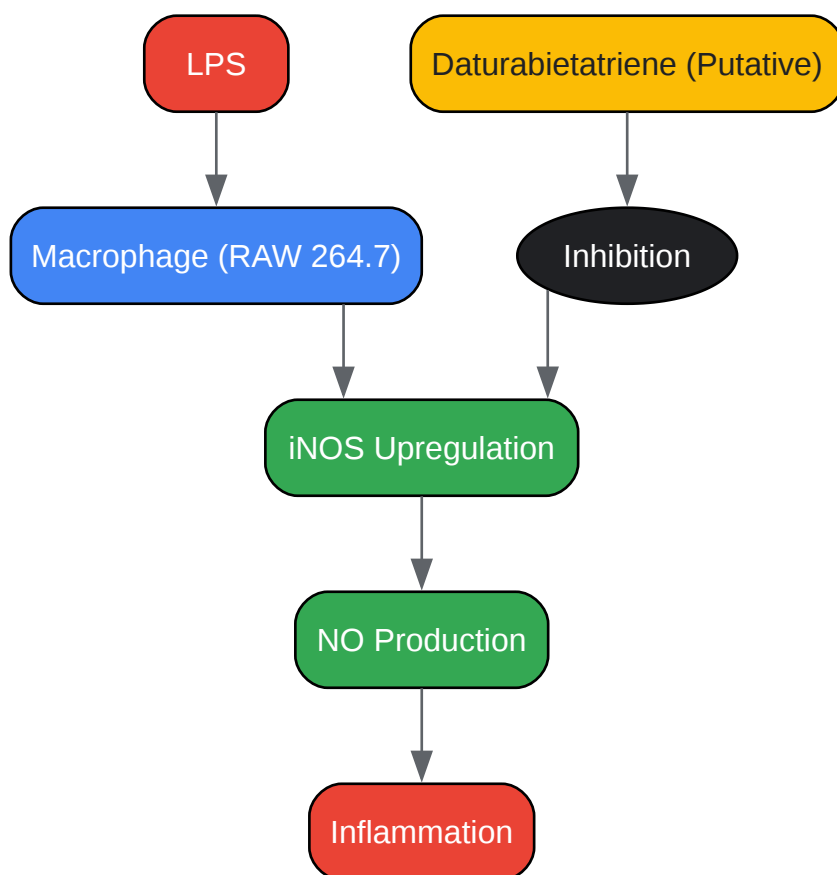 LPS
Daturabietatriene (Putative)
Macrophage (RAW 264.7)
Inhibition
iNOS Upregulation
NO Production
Inflammation